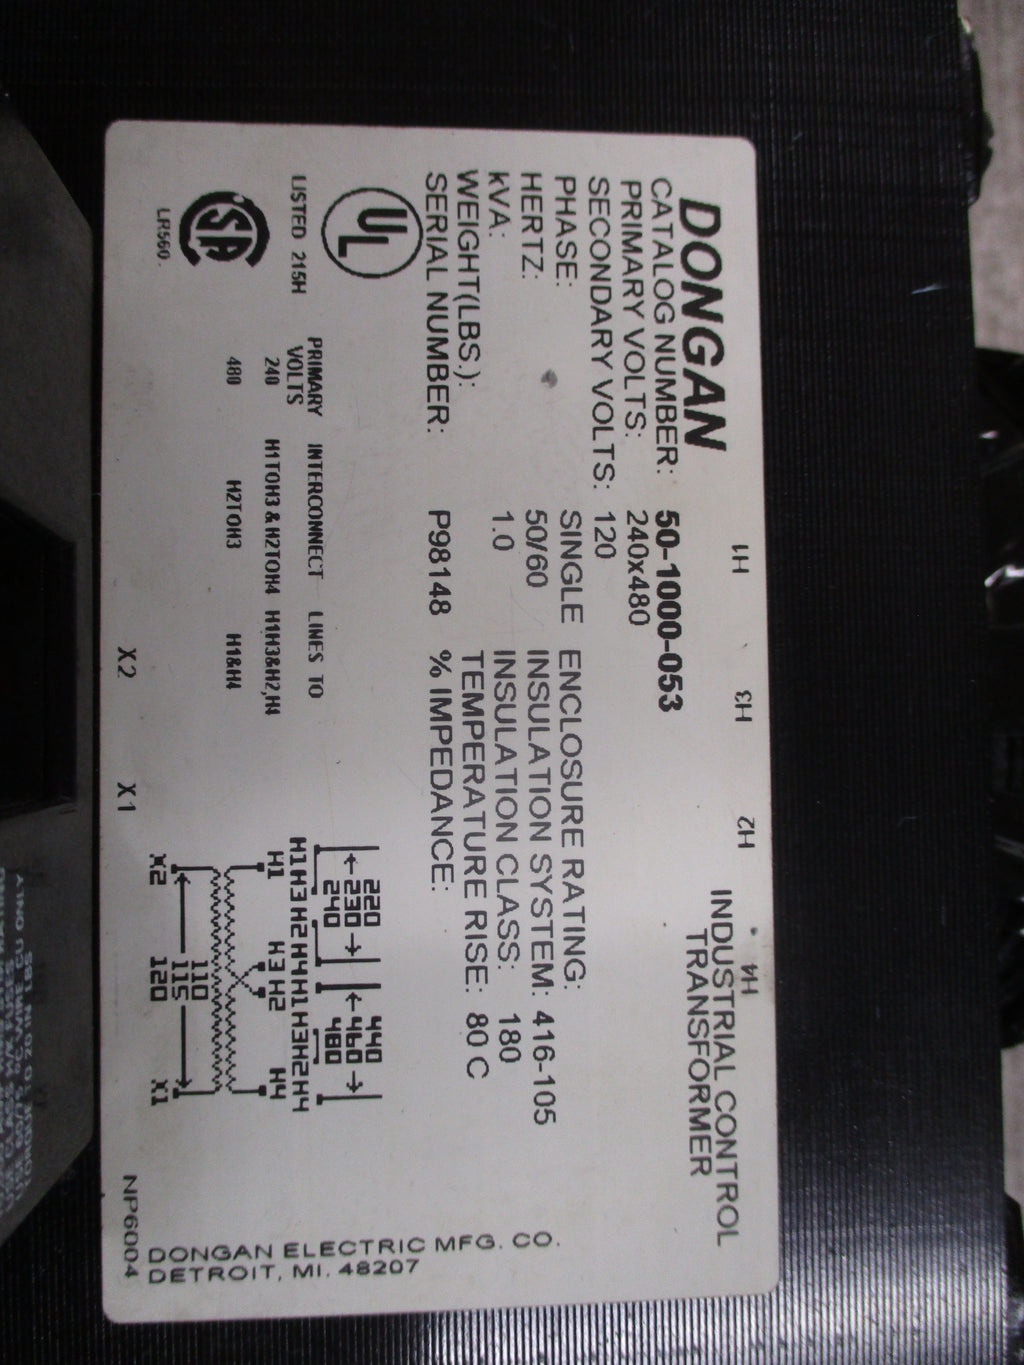 H1 H3 H2 H4
DONGAN
INDUSTRIAL CONTROL
TRANSFORMER
CATALOG NUMBER: 50-1000-053
PRIMARY VOLTS: 240x480
SECONDARY VOLTS: 120
PHASE: SINGLE ENCLOSURE RATING:
HERTZ: 50/60 INSULATION SYSTEM: 416-105
kVA: 1.0 INSULATION CLASS: 180
WEIGHT(LBS.): TEMPERATURE RISE: 80 C
SERIAL NUMBER: P98148 % IMPEDANCE:
UL
LISTED 215H
SA
LR560
PRIMARY VOLTS INTERCONNECT LINES TO
240 H1TOH3 & H2TOH4 H1H3&H2,H4
480 H2TOH3 H1&H4
220 440
230 460
240 480
H1H3H2H4H1H3H2H4
H1 H3 H2 H4
110
115
X2 120 X1
X2 X1
DONGAN ELECTRIC MFG. CO.
DETROIT, MI. 48207
NP6004